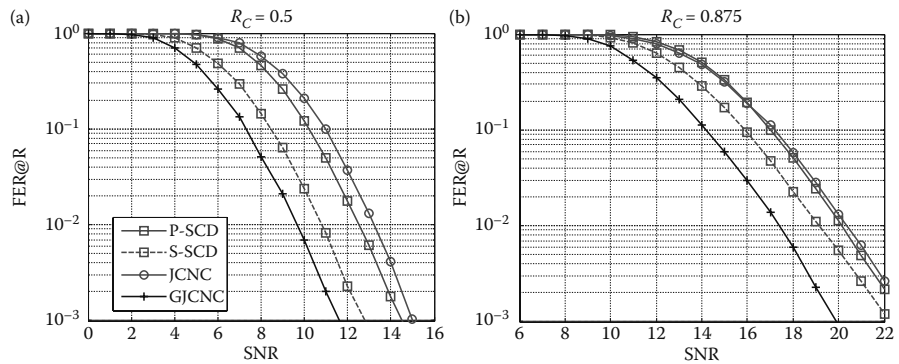 (a)
R_C = 0.5
FER@R
10^0
10^−1
10^−2
10^−3
P-SCD
S-SCD
JCNC
GJCNC
0 2 4 6 8 10 12 14 16
SNR
(b)
R_C = 0.875
FER@R
10^0
10^−1
10^−2
10^−3
6 8 10 12 14 16 18 20 22
SNR